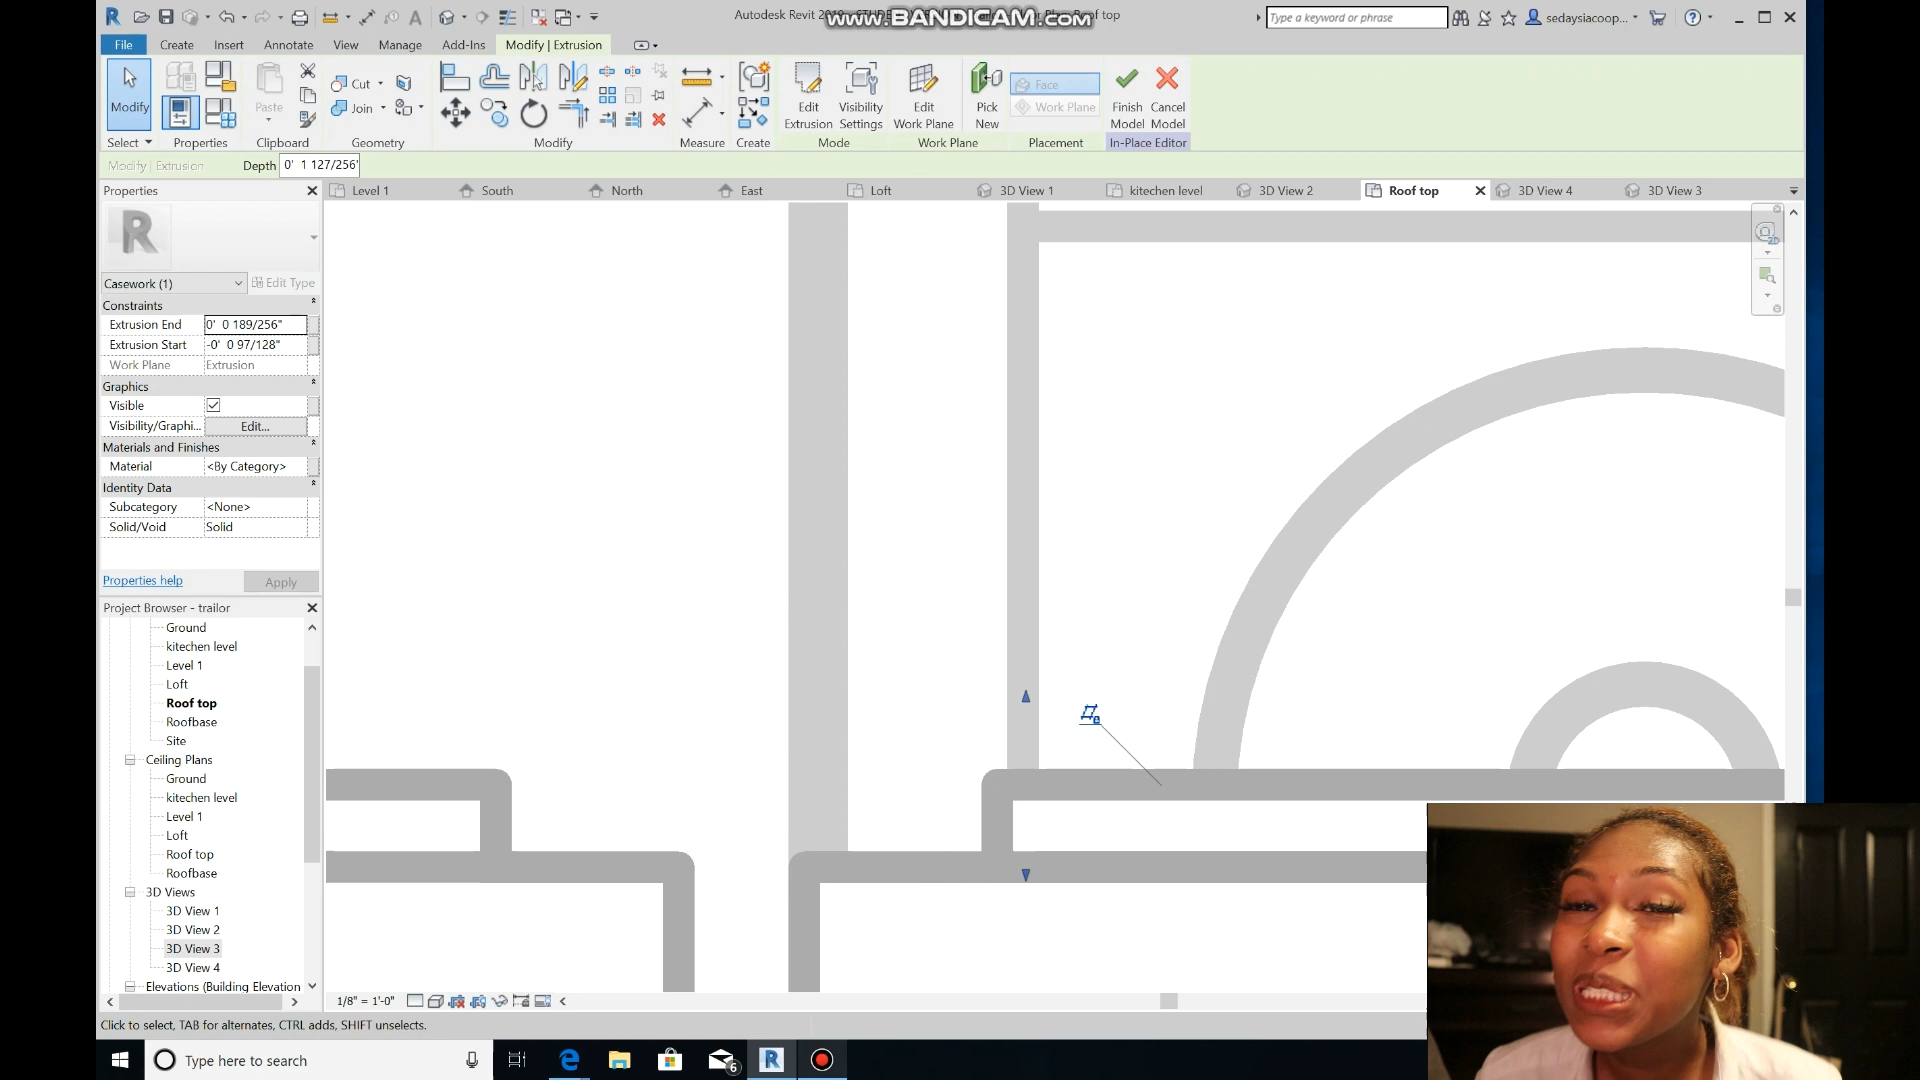 Autodesk Revit 20
www.BANDICAM.com
Roof top
Type a keyword or phrase
sedaysiacoop...
File
Create
Insert
Annotate
View
Manage
Add-Ins
Modify | Extrusion
Modify
Paste
Cut
Join
Edit Extrusion
Visibility Settings
Edit Work Plane
Pick New
Face
Work Plane
Finish Model
Cancel Model
Select
Properties
Clipboard
Geometry
Modify
Measure
Create
Mode
Work Plane
Placement
In-Place Editor
Modify | Extrusion
Depth
0' 1 127/256"
Properties
Level 1
South
North
East
Loft
3D View 1
kitechen level
3D View 2
Roof top
3D View 4
3D View 3
2D
R
Casework (1)
Edit Type
Constraints
Extrusion End 0' 0 189/256"
Extrusion Start -0' 0 97/128"
Work Plane Extrusion
Graphics
Visible
Visibility/Graphi... Edit...
Materials and Finishes
Material <By Category>
Identity Data
Subcategory <None>
Solid/Void Solid
Properties help
Apply
Project Browser - trailor
Ground
kitechen level
Level 1
Loft
Roof top
Roofbase
Site
Ceiling Plans
Ground
kitechen level
Level 1
Loft
Roof top
Roofbase
3D Views
3D View 1
3D View 2
3D View 3
3D View 4
Elevations (Building Elevation
1/8" = 1'-0"
Click to select, TAB for alternates, CTRL adds, SHIFT unselects.
Type here to search
6
R